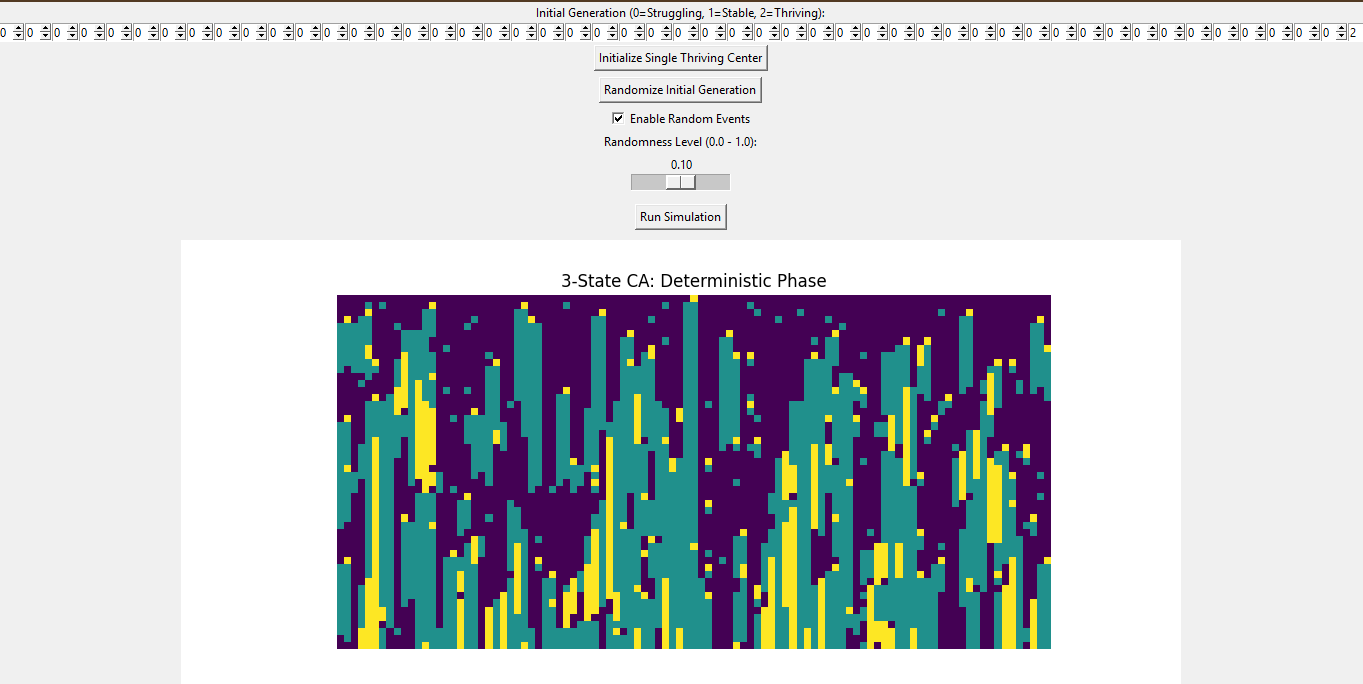 Initial Generation (0=Struggling, 1=Stable, 2=Thriving):
0 0 0 0 0 0 0 0 0 0 0 0 0 0 0 0 0 0 0 0 0 0 0 0 0 0 0 0 0 0 0 0 0 0 0 0 0 0 0 0 0 0 0 0 0 0 0 0 0 0 2
Initialize Single Thriving Center
Randomize Initial Generation
Enable Random Events
Randomness Level (0.0 - 1.0):
0.10
Run Simulation
3-State CA: Deterministic Phase